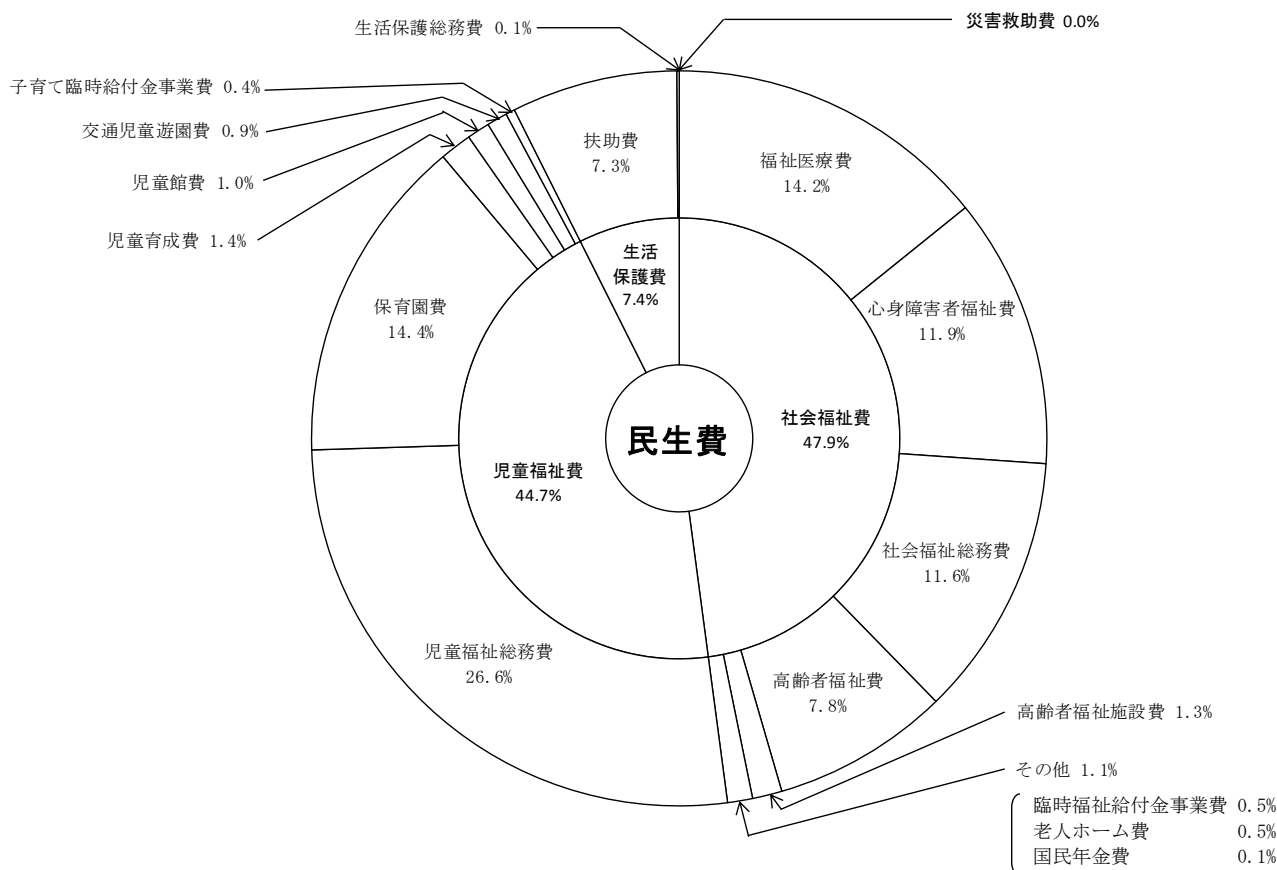 生活保護総務費 0.1%
災害救助費 0.0%
子育て臨時給付金事業費 0.4%
交通児童遊園費 0.9%
児童館費 1.0%
児童育成費 1.4%
扶助費
7.3%
福祉医療費
14.2%
生活
保護費
7.4%
保育園費
14.4%
心身障害者福祉費
11.9%
民生費
社会福祉費
47.9%
児童福祉費
44.7%
社会福祉総務費
11.6%
児童福祉総務費
26.6%
高齢者福祉費
7.8%
高齢者福祉施設費 1.3%
その他 1.1%
臨時福祉給付金事業費 0.5%
老人ホーム費 0.5%
国民年金費 0.1%